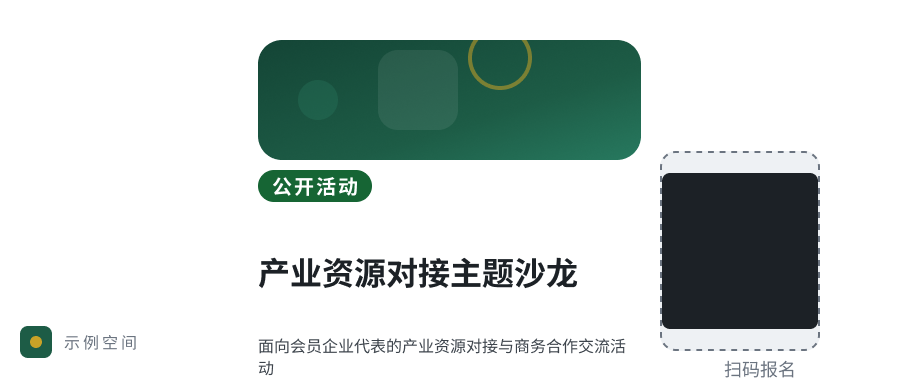 公开活动
产业资源对接主题沙龙
示例空间
面向会员企业代表的产业资源对接与商务合作交流活
动
扫码报名